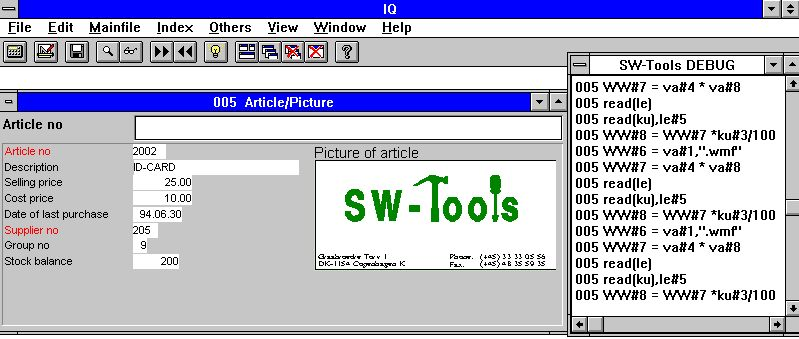 IQ
File Edit Mainfile Index Others View Window Help
005 Article/Picture
Article no
Article no 2002
Description ID-CARD
Selling price 25.00
Cost price 10.00
Date of last purchase 94.06.30
Supplier no 205
Group no 9
Stock balance 200
Picture of article
SW-Tools
Phone. (+45) 33 33 05 56
DK-1154 Copenhagen K Fax. (+45) 48 35 59 35
SW-Tools DEBUG
005 WW#7 = va#4 * va#8
005 read(le)
005 read(ku),le#5
005 WW#8 = WW#7 *ku#3/100
005 WW#6 = va#1,".wmf"
005 WW#7 = va#4 * va#8
005 read(le)
005 read(ku),le#5
005 WW#8 = WW#7 *ku#3/100
005 WW#6 = va#1,".wmf"
005 WW#7 = va#4 * va#8
005 read(le)
005 read(ku),le#5
005 WW#8 = WW#7 *ku#3/100